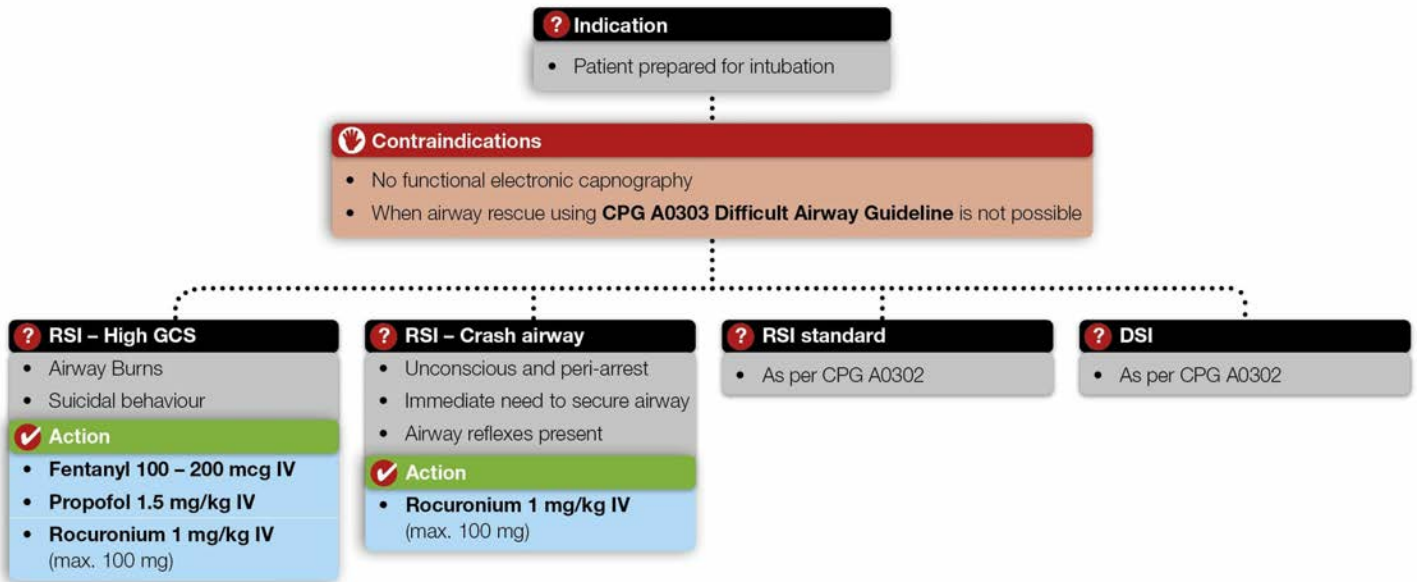 ? Indication
• Patient prepared for intubation
Contraindications
• No functional electronic capnography
• When airway rescue using CPG A0303 Difficult Airway Guideline is not possible
? RSI – High GCS
• Airway Burns
• Suicidal behaviour
Action
• Fentanyl 100 – 200 mcg IV
• Propofol 1.5 mg/kg IV
• Rocuronium 1 mg/kg IV
(max. 100 mg)
? RSI – Crash airway
• Unconscious and peri-arrest
• Immediate need to secure airway
• Airway reflexes present
Action
• Rocuronium 1 mg/kg IV
(max. 100 mg)
? RSI standard
• As per CPG A0302
? DSI
• As per CPG A0302